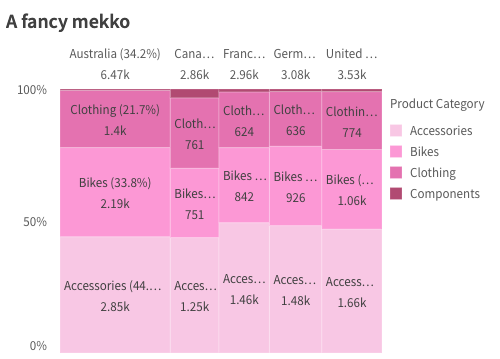 A fancy mekko
Australia (34.2%) Cana… Franc… Germ… United …
6.47k 2.86k 2.96k 3.08k 3.53k
100%
Product Category
Clothing (21.7%) Cloth… Cloth… Cloth… Clothin…
1.4k 761 624 636 774
Accessories
Bikes
Clothing
Components
Bikes (33.8%) Bikes… Bikes … Bikes … Bikes (…
2.19k 751 842 926 1.06k
50%
Accessories (44.… Acces… Acces… Acces… Access…
2.85k 1.25k 1.46k 1.48k 1.66k
0%